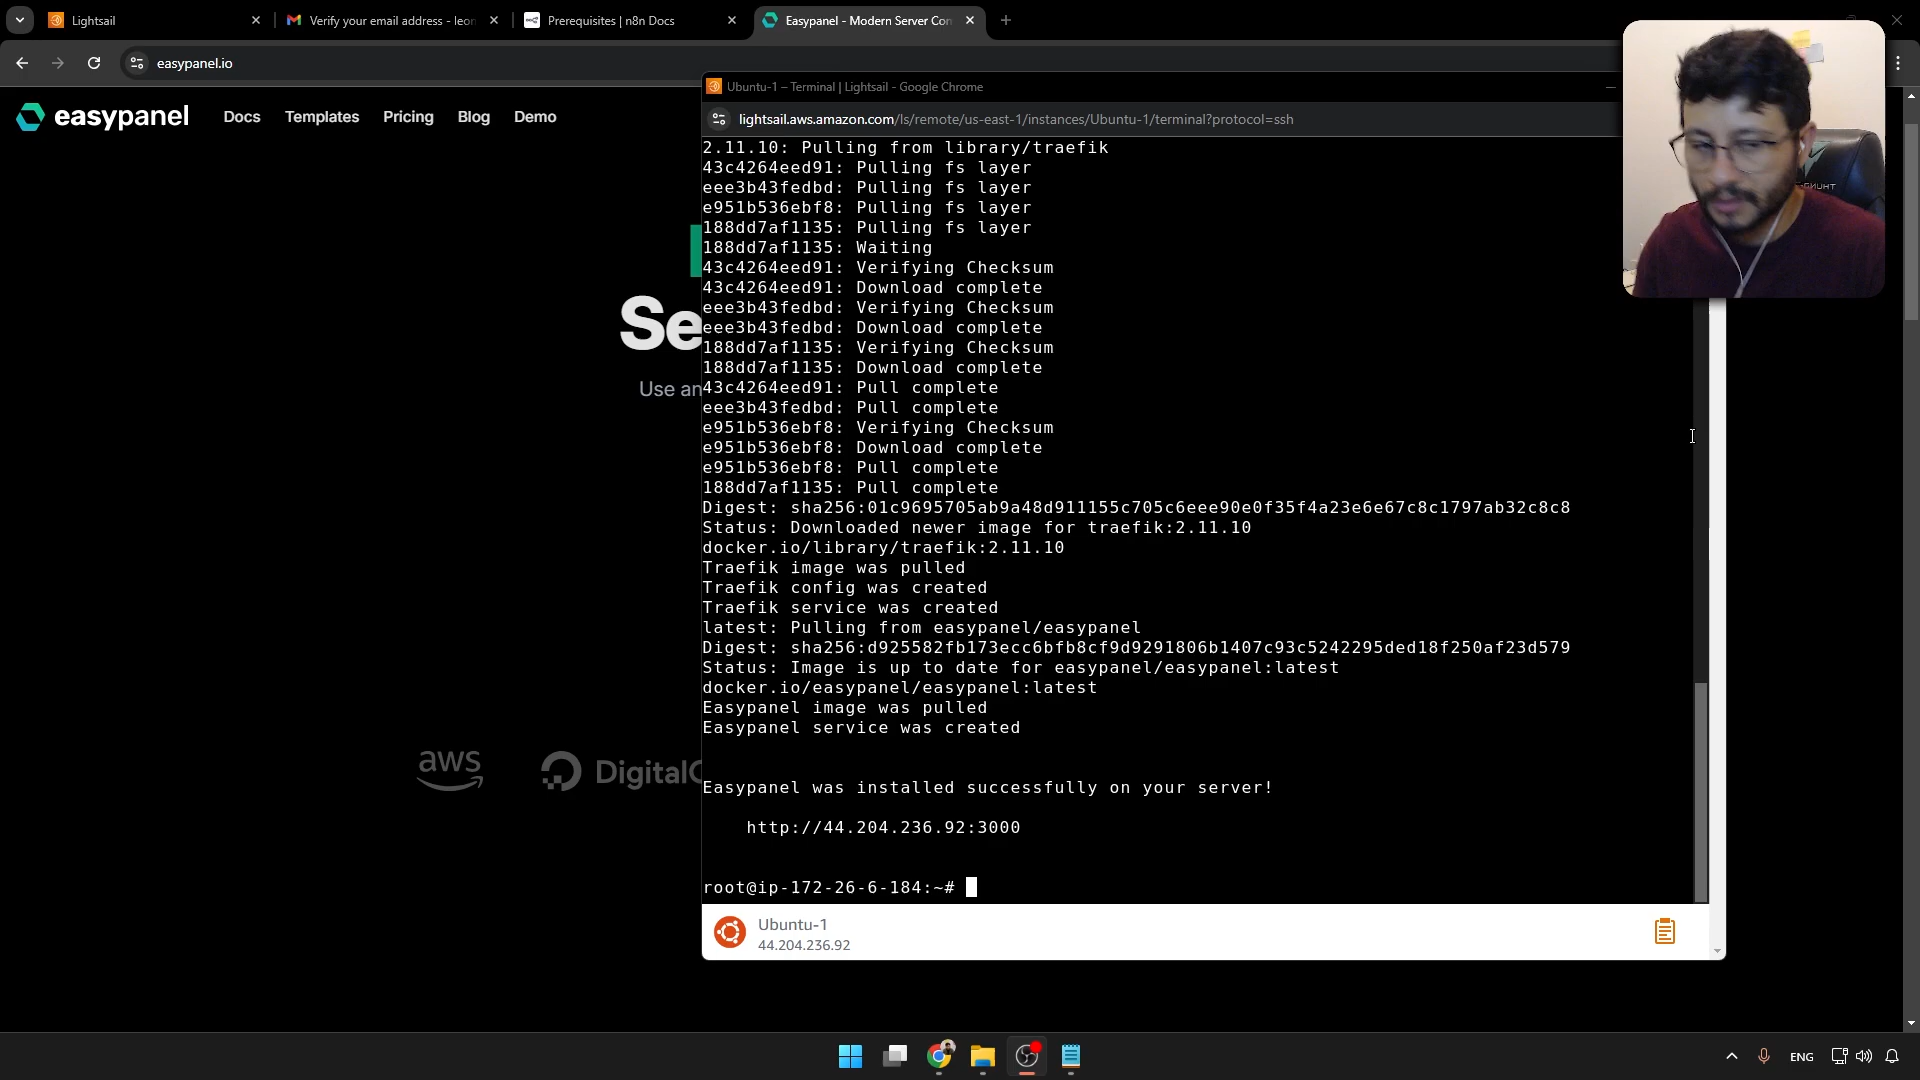 Lightsail
Verify your email address - leon
Prerequisites | n8n Docs
Easypanel - Modern Server Con
easypanel.io
easypanel
Docs
Templates
Pricing
Blog
Demo
Ubuntu-1 – Terminal | Lightsail - Google Chrome
lightsail.aws.amazon.com/ls/remote/us-east-1/instances/Ubuntu-1/terminal?protocol=ssh
2.11.10: Pulling from library/traefik
43c4264eed91: Pulling fs layer
eee3b43fedbd: Pulling fs layer
e951b536ebf8: Pulling fs layer
188dd7af1135: Pulling fs layer
188dd7af1135: Waiting
43c4264eed91: Verifying Checksum
43c4264eed91: Download complete
eee3b43fedbd: Verifying Checksum
eee3b43fedbd: Download complete
188dd7af1135: Verifying Checksum
188dd7af1135: Download complete
43c4264eed91: Pull complete
eee3b43fedbd: Pull complete
e951b536ebf8: Verifying Checksum
e951b536ebf8: Download complete
e951b536ebf8: Pull complete
188dd7af1135: Pull complete
Digest: sha256:01c9695705ab9a48d911155c705c6eee90e0f35f4a23e6e67c8c1797ab32c8c8
Status: Downloaded newer image for traefik:2.11.10
docker.io/library/traefik:2.11.10
Traefik image was pulled
Traefik config was created
Traefik service was created
latest: Pulling from easypanel/easypanel
Digest: sha256:d925582fb173ecc6bfb8cf9d9291806b1407c93c5242295ded18f250af23d579
Status: Image is up to date for easypanel/easypanel:latest
docker.io/easypanel/easypanel:latest
Easypanel image was pulled
Easypanel service was created
Easypanel was installed successfully on your server!
http://44.204.236.92:3000
root@ip-172-26-6-184:~#
Ubuntu-1
44.204.236.92
Se
Use an
aws
DigitalO
ENG